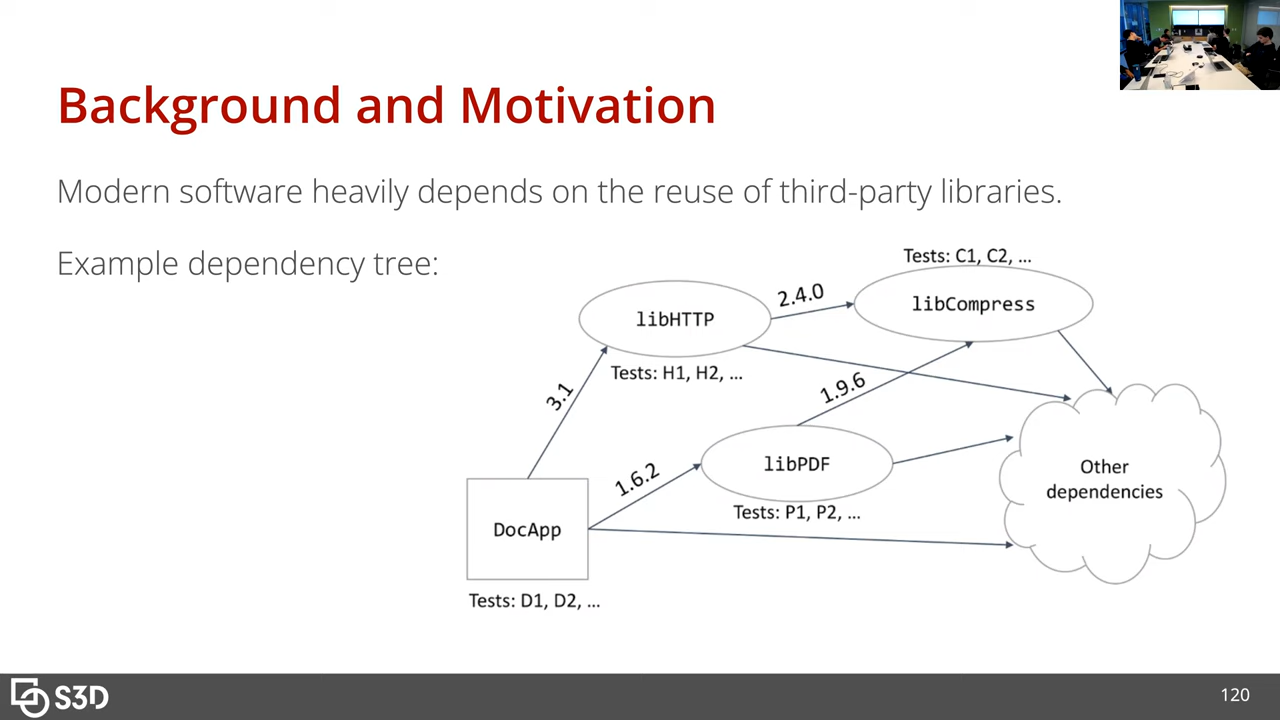 Background and Motivation
Modern software heavily depends on the reuse of third-party libraries.
Example dependency tree:
Tests: C1, C2, ...
2.4.0
libCompress
libHTTP
Tests: H1, H2, ...
3.1
1.9.6
libPDF
1.6.2
Other
dependencies
Tests: P1, P2, ...
DocApp
Tests: D1, D2, ...
S3D
120